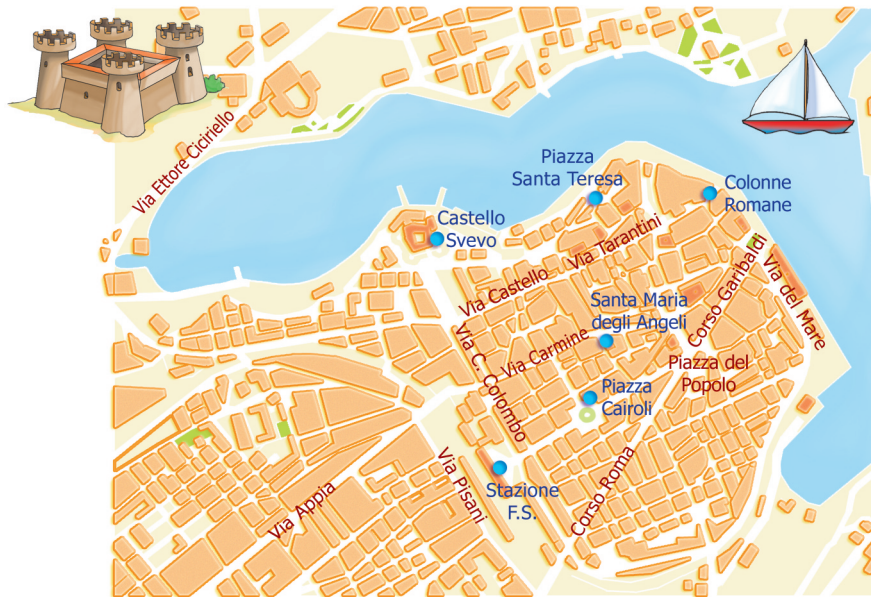 Via Ettore Ciciriello
Piazza
Santa Teresa
Colonne
Romane
Castello
Svevo
Via Tarantini
Via Castello
Corso Garibaldi
Via del Mare
Santa Maria
degli Angeli
Via Carmine
Via C. Colombo
Piazza del
Popolo
Piazza
Cairoli
Via Pisani
Stazione
F.S.
Corso Roma
Via Appia